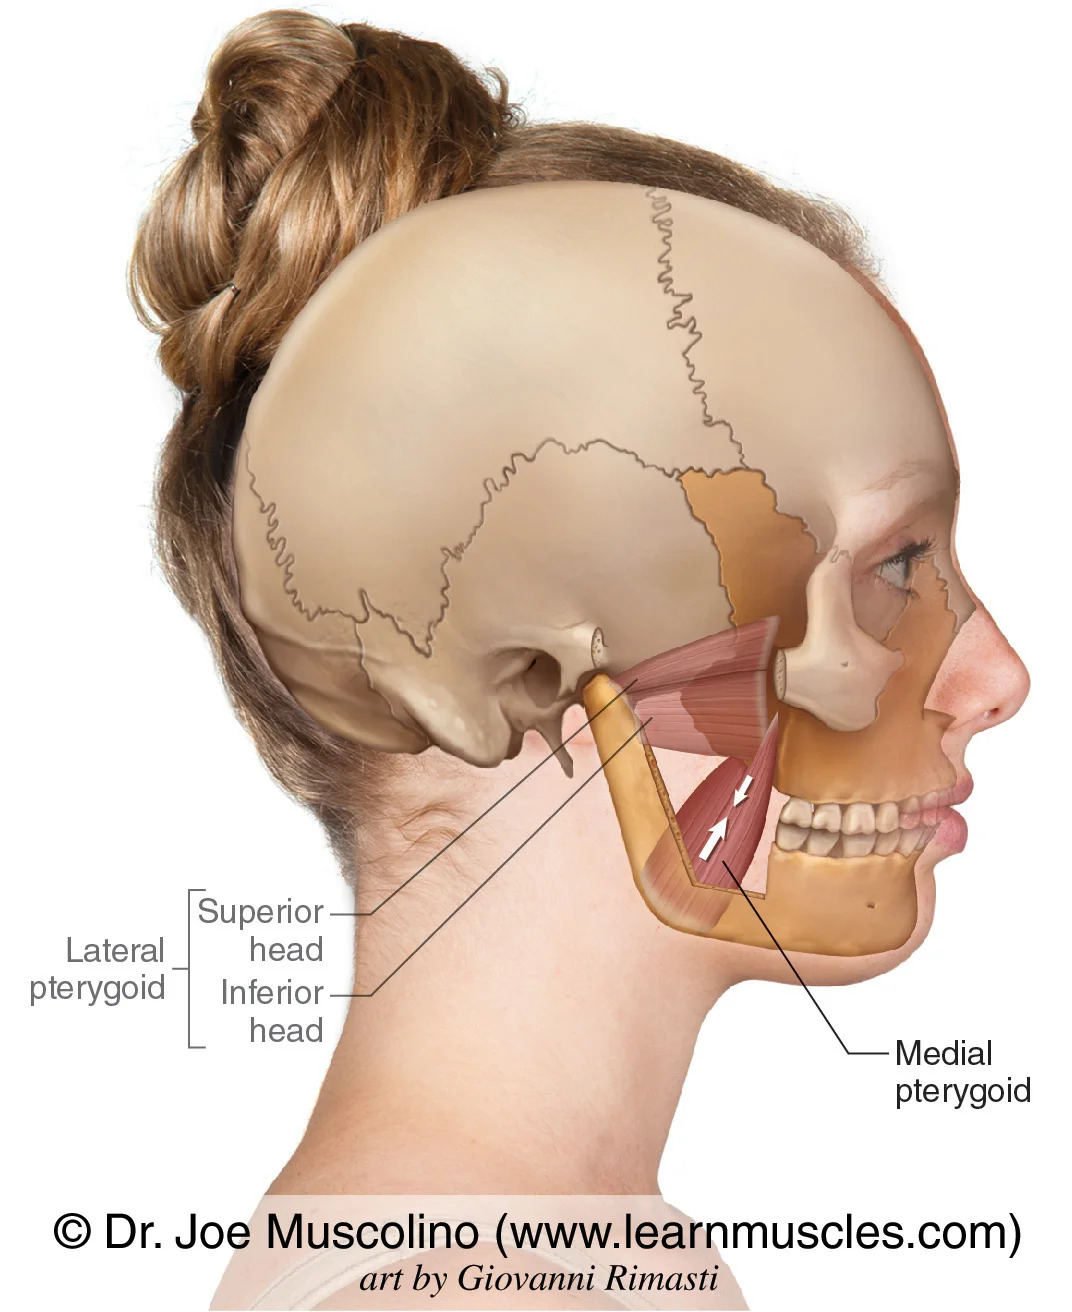 Lateral
pterygoid
Superior
head
Inferior
head
Medial
pterygoid
© Dr. Joe Muscolino (www.learnmuscles.com)
art by Giovanni Rimasti